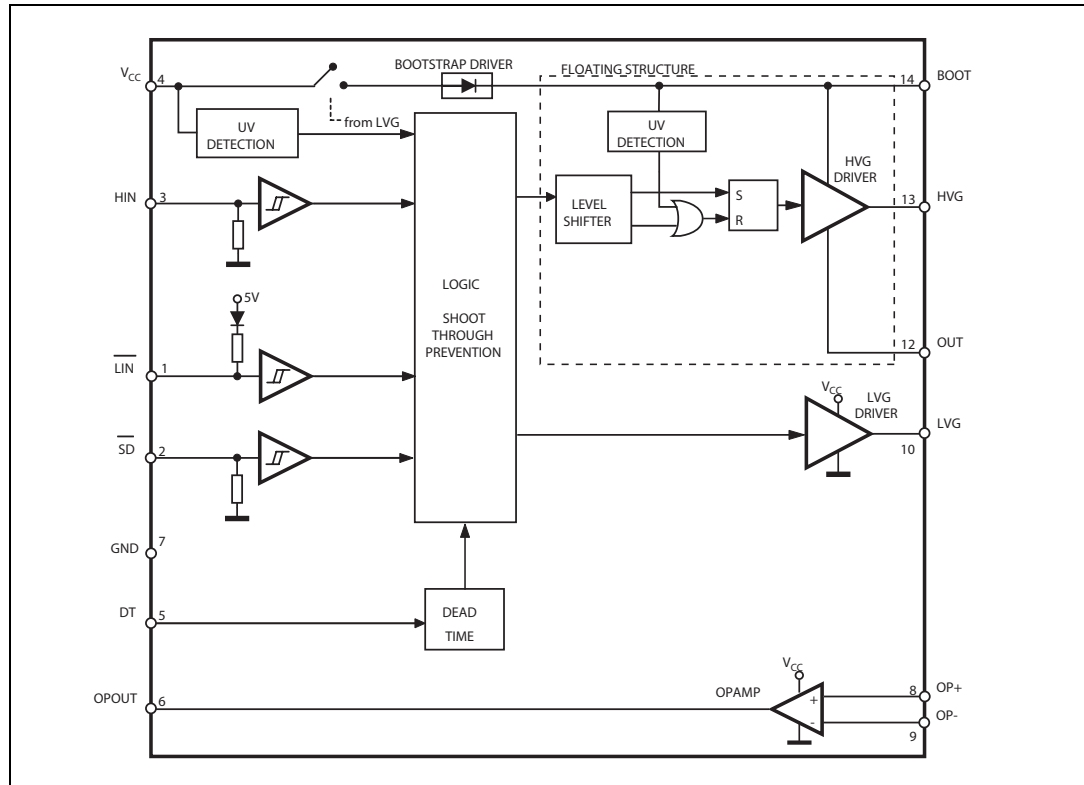 BOOTSTRAP DRIVER
FLOATING STRUCTURE
VCC
4
14
BOOT
from LVG
UV
DETECTION
UV
DETECTION
HVG
DRIVER
HIN
3
13
HVG
LEVEL
SHIFTER
S
R
LOGIC
SHOOT
THROUGH
PREVENTION
5V
OUT
12
LIN
1
VCC
LVG
DRIVER
LVG
10
SD
2
GND
7
DT
5
DEAD
TIME
VCC
OPAMP
OPOUT
6
+
-
8
OP+
OP-
9